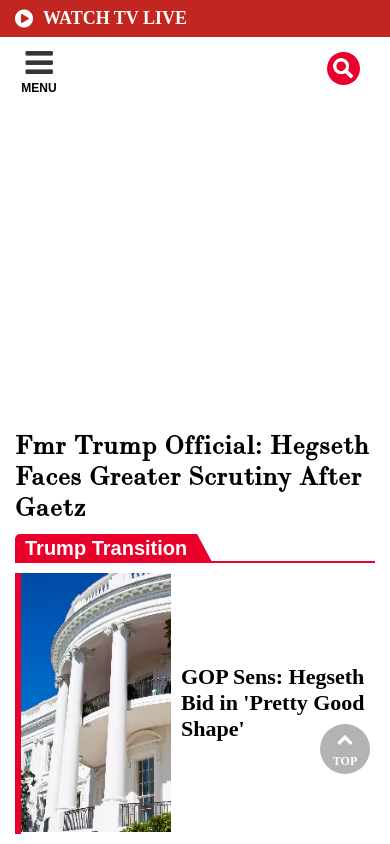 WATCH TV LIVE
MENU
Fmr Trump Official: Hegseth
Faces Greater Scrutiny After
Gaetz
Trump Transition
GOP Sens: Hegseth
Bid in 'Pretty Good
Shape'
TOP